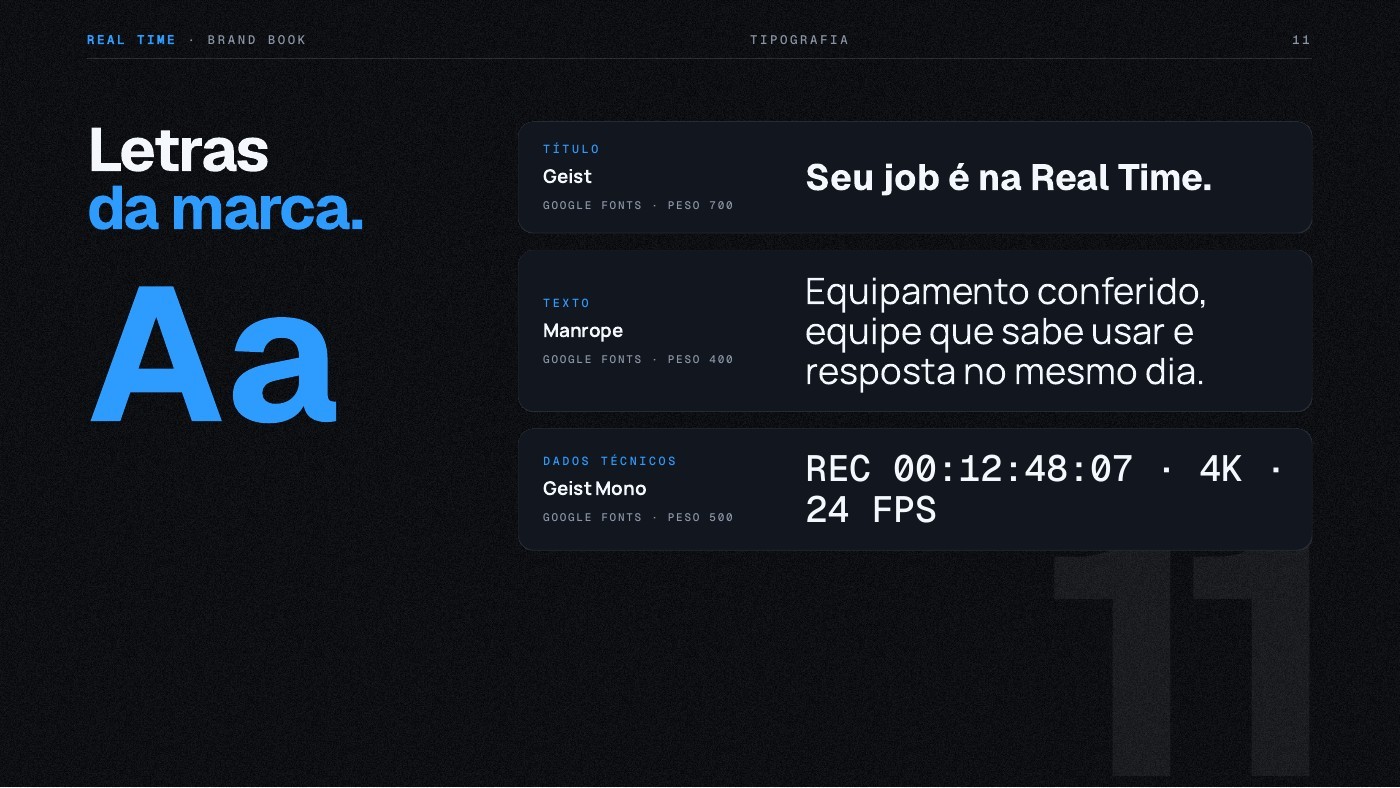 REAL TIME · BRAND BOOK
TIPOGRAFIA
11
Letras
da marca.
Aa
TÍTULO
Geist
GOOGLE FONTS · PESO 700
Seu job é na Real Time.
TEXTO
Manrope
GOOGLE FONTS · PESO 400
Equipamento conferido,
equipe que sabe usar e
resposta no mesmo dia.
DADOS TÉCNICOS
Geist Mono
GOOGLE FONTS · PESO 500
REC 00:12:48:07 · 4K ·
24 FPS
11